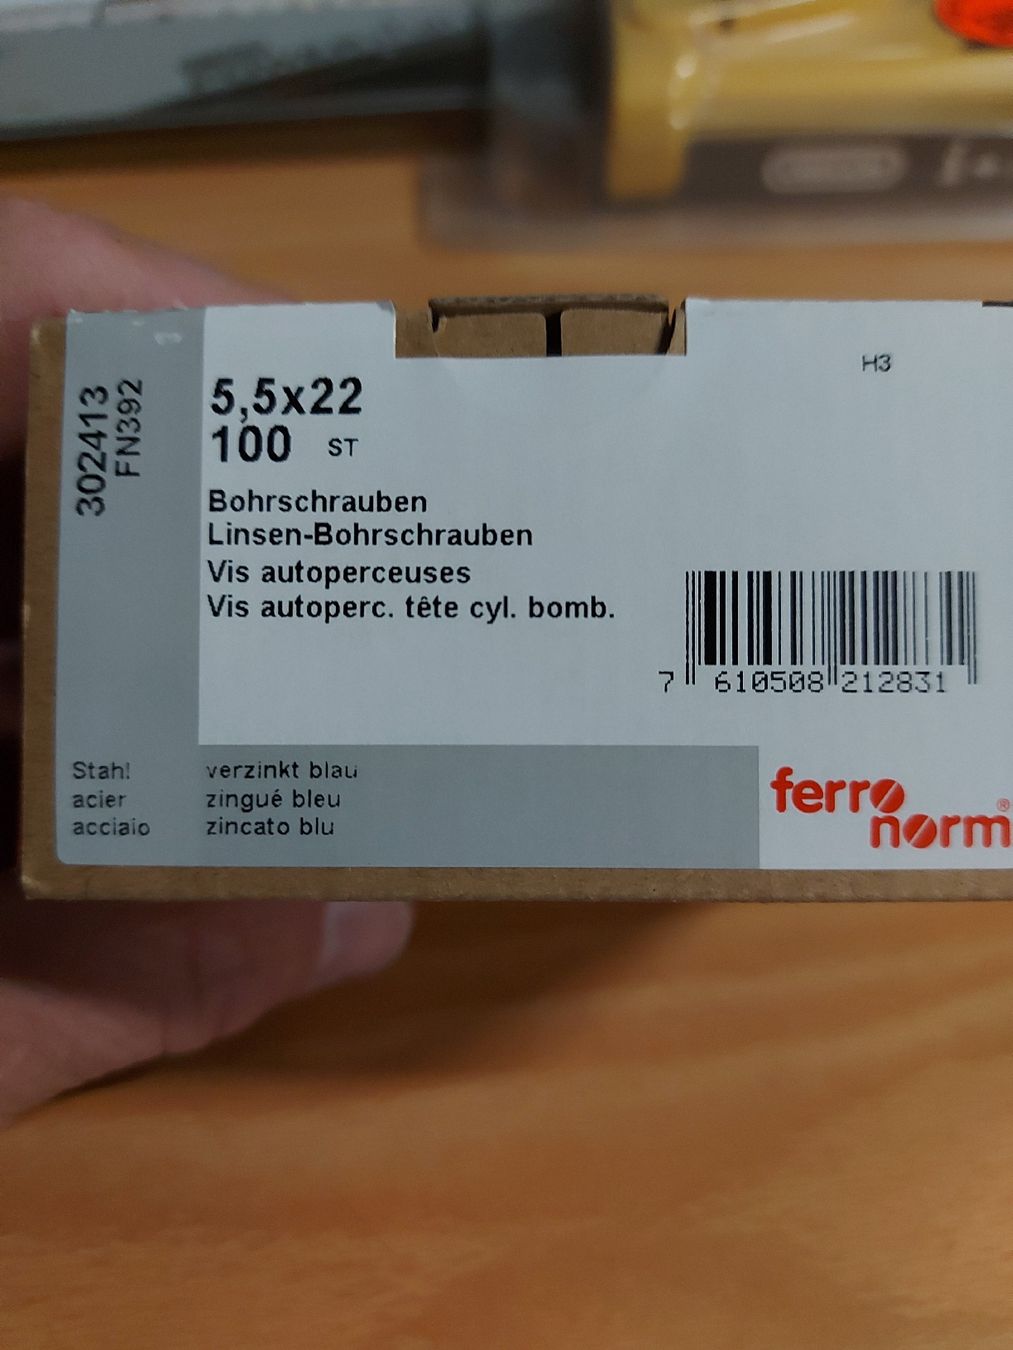 302413
FN392
5,5x22
100 ST
H3
Bohrschrauben
Linsen-Bohrschrauben
Vis autoperceuses
Vis autoperc. tête cyl. bomb.
7 610508 212831
Stahl verzinkt blau
acier zingué bleu
acciaio zincato blu
ferro
norm®